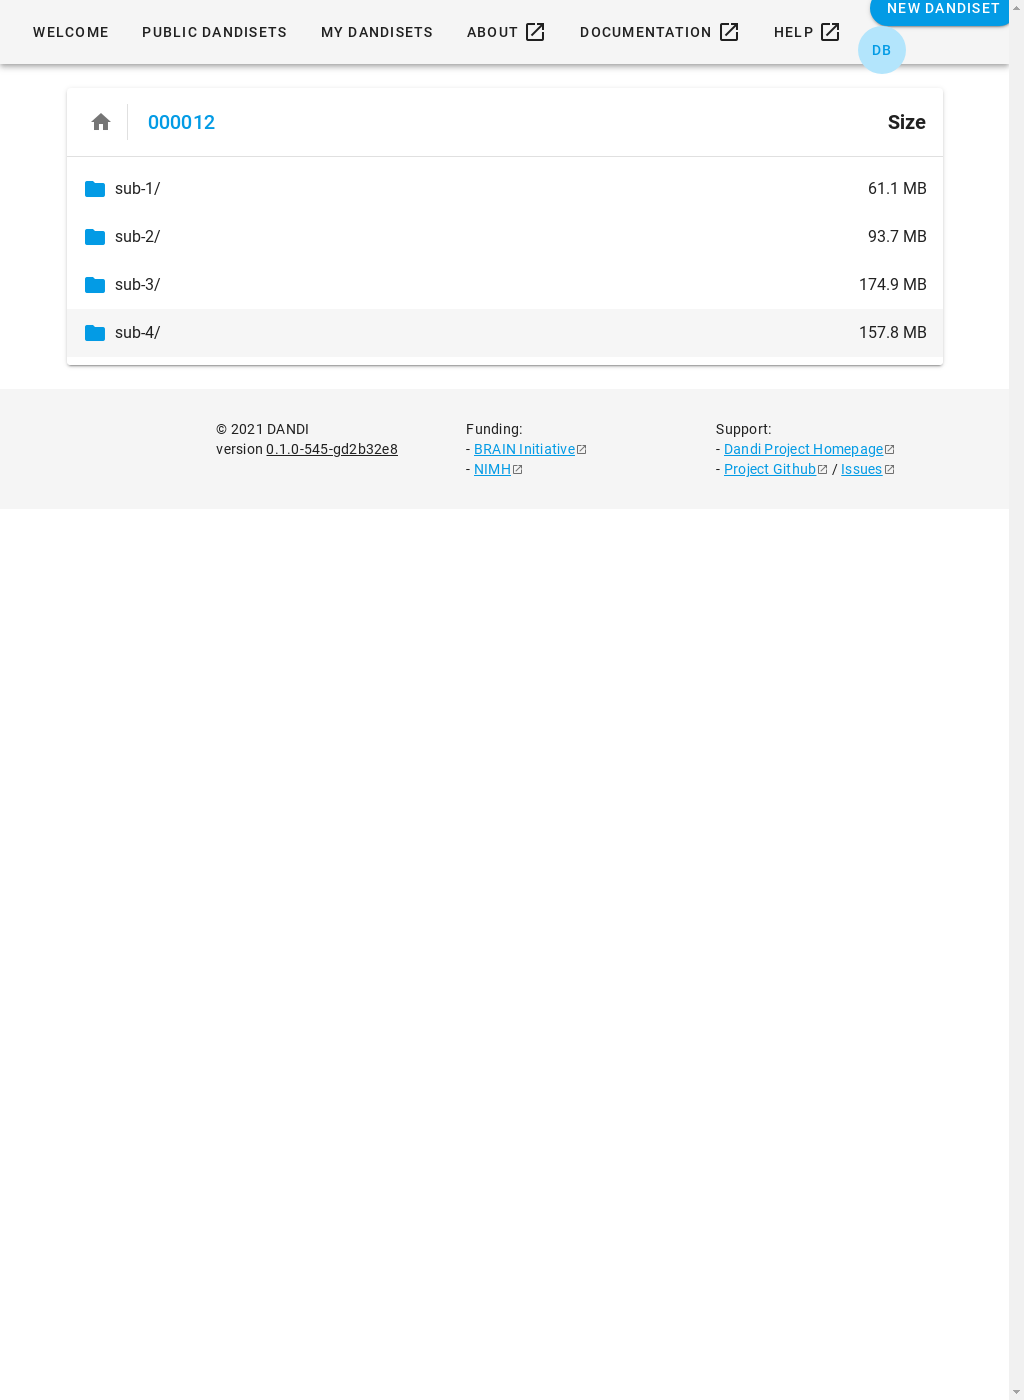 WELCOME PUBLIC DANDISETS MY DANDISETS ABOUT DOCUMENTATION HELP NEW DANDISET
DB
000012 Size
sub-1/ 61.1 MB
sub-2/ 93.7 MB
sub-3/ 174.9 MB
sub-4/ 157.8 MB
© 2021 DANDI
version 0.1.0-545-gd2b32e8
Funding:
- BRAIN Initiative
- NIMH
Support:
- Dandi Project Homepage
- Project Github / Issues